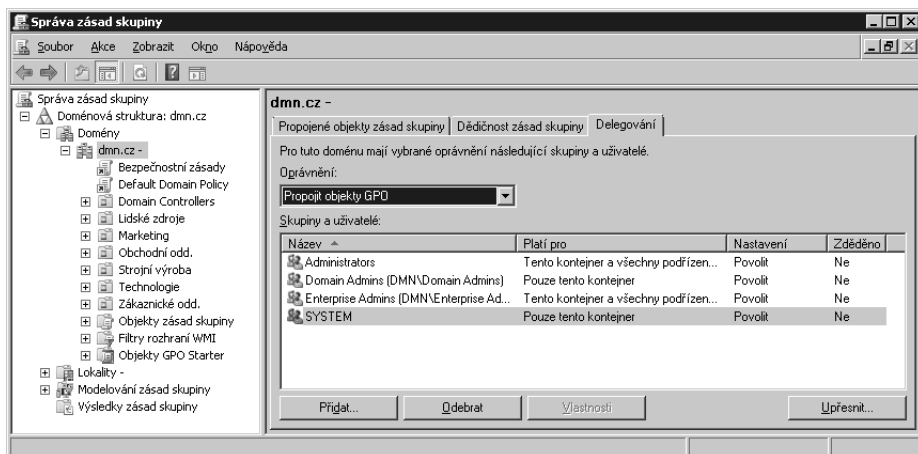 Správa zásad skupiny
Soubor Akce Zobrazit Okno Nápověda
Správa zásad skupiny
Doménová struktura: dmn.cz
Domény
dmn.cz -
Bezpečnostní zásady
Default Domain Policy
Domain Controllers
Lidské zdroje
Marketing
Obchodní odd.
Strojní výroba
Technologie
Zákaznické odd.
Objekty zásad skupiny
Filtry rozhraní WMI
Objekty GPO Starter
Lokality -
Modelování zásad skupiny
Výsledky zásad skupiny
dmn.cz -
Propojené objekty zásad skupiny Dědičnost zásad skupiny Delegování
Pro tuto doménu mají vybrané oprávnění následující skupiny a uživatelé.
Oprávnění:
Propojit objekty GPO
Skupiny a uživatelé:
Název Platí pro Nastavení Zděděno
Administrators Tento kontejner a všechny podřízen... Povolit Ne
Domain Admins (DMN\Domain Admins) Pouze tento kontejner Povolit Ne
Enterprise Admins (DMN\Enterprise Ad... Tento kontejner a všechny podřízen... Povolit Ne
SYSTEM Pouze tento kontejner Povolit Ne
Přidat... Odebrat Vlastnosti Upřesnit...